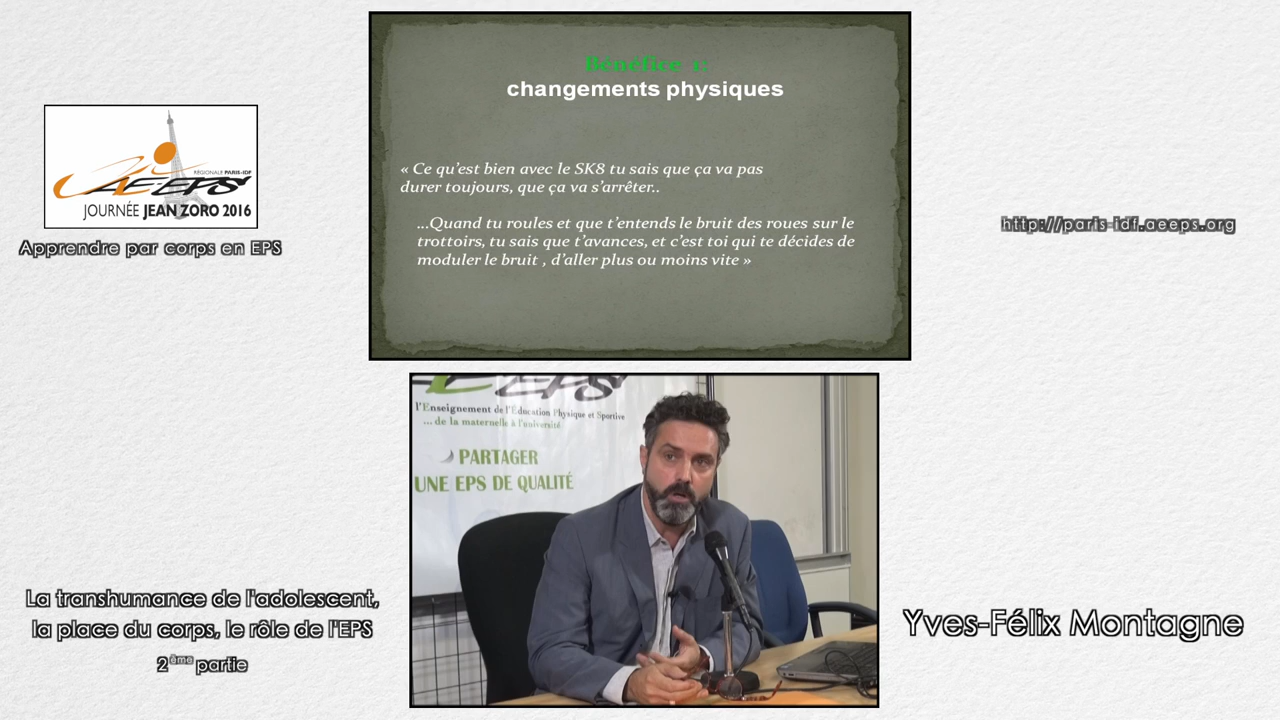 Bénéfice 1:
changements physiques
« Ce qu'est bien avec le SK8 tu sais que ça va pas
durer toujours, que ça va s'arrêter..
...Quand tu roules et que t'entends le bruit des roues sur le
trottoirs, tu sais que t'avances, et c'est toi qui te décides de
moduler le bruit , d'aller plus ou moins vite »
RÉGIONALE PARIS-IDF
AE-EPS
JOURNÉE JEAN ZORO 2016
Apprendre par corps en EPS
http://paris-idf.aeeps.org
l'Enseignement de l'Éducation Physique et Sportive
... de la maternelle à l'université
PARTAGER
UNE EPS DE QUALITÉ
La transhumance de l'adolescent,
la place du corps, le rôle de l'EPS
2ème partie
Yves-Félix Montagne